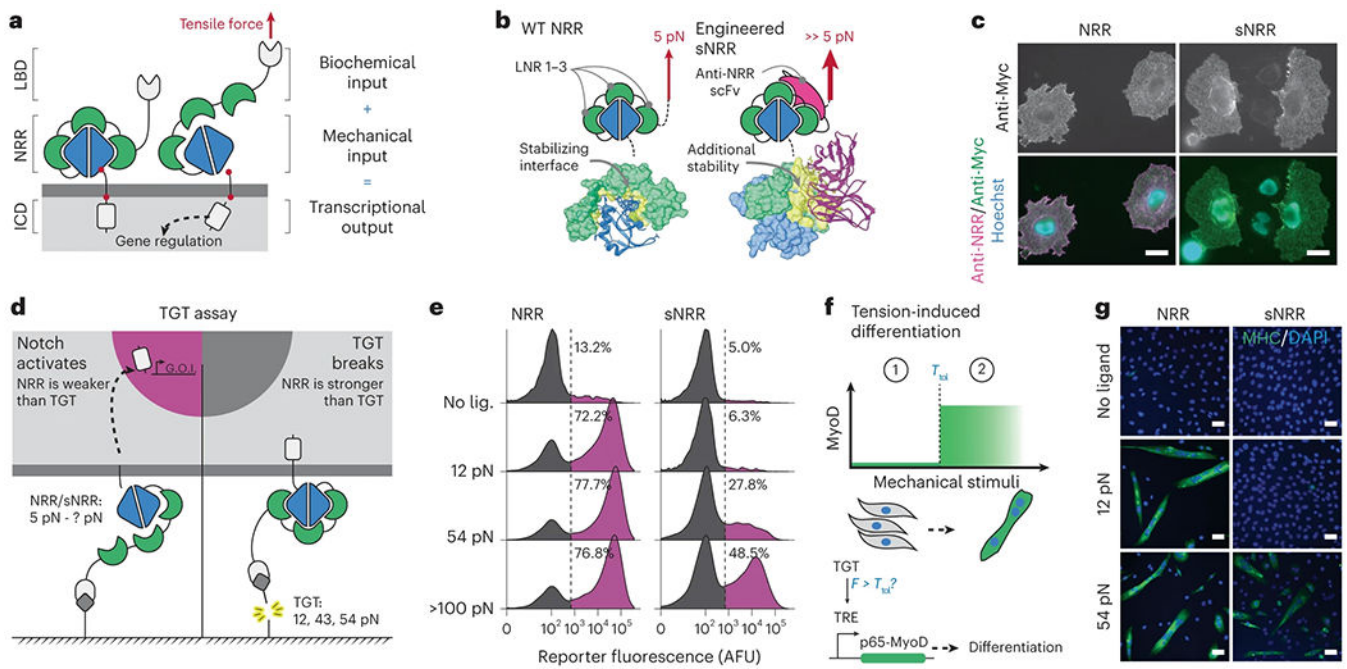 a
Tensile force
LBD
NRR
ICD
Biochemical
input
+
Mechanical
input
=
Transcriptional
output
Gene regulation
b
WT NRR
5 pN
LNR 1–3
Stabilizing
interface
Engineered
sNRR
>> 5 pN
Anti-NRR
scFv
Additional
stability
c
NRR
sNRR
Anti-Myc
Anti-NRR/Anti-Myc
Hoechst
d
TGT assay
Notch
activates
NRR is weaker
than TGT
G.O.I.
TGT
breaks
NRR is stronger
than TGT
NRR/sNRR:
5 pN - ? pN
TGT:
12, 43, 54 pN
e
NRR
sNRR
13.2%
5.0%
No lig.
72.2%
6.3%
12 pN
77.7%
27.8%
54 pN
76.8%
48.5%
>100 pN
0 10² 10³ 10⁴ 10⁵
0 10² 10³ 10⁴ 10⁵
Reporter fluorescence (AFU)
f
Tension-induced
differentiation
1
Ttol
2
MyoD
Mechanical stimuli
TGT
F > Ttol?
TRE
p65-MyoD
Differentiation
g
NRR
sNRR
MHC/DAPI
No ligand
12 pN
54 pN